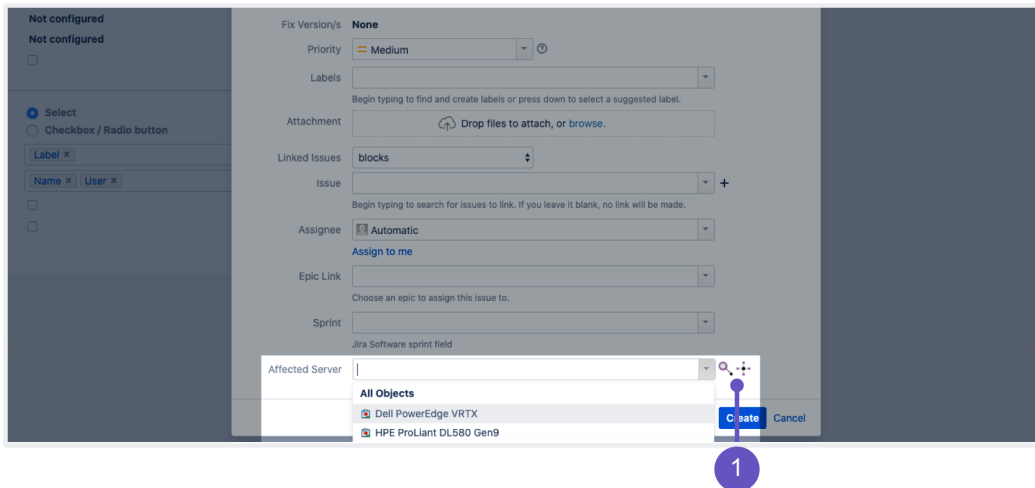 Not configured
Not configured
Select
Checkbox / Radio button
Label ×
Name × User ×
Fix Version/s None
Priority Medium
Labels
Begin typing to find and create labels or press down to select a suggested label.
Attachment Drop files to attach, or browse.
Linked Issues blocks
Issue
Begin typing to search for issues to link. If you leave it blank, no link will be made.
Assignee Automatic
Assign to me
Epic Link
Choose an epic to assign this issue to.
Sprint
Jira Software sprint field
Affected Server
All Objects
Dell PowerEdge VRTX
HPE ProLiant DL580 Gen9
Create Cancel
1